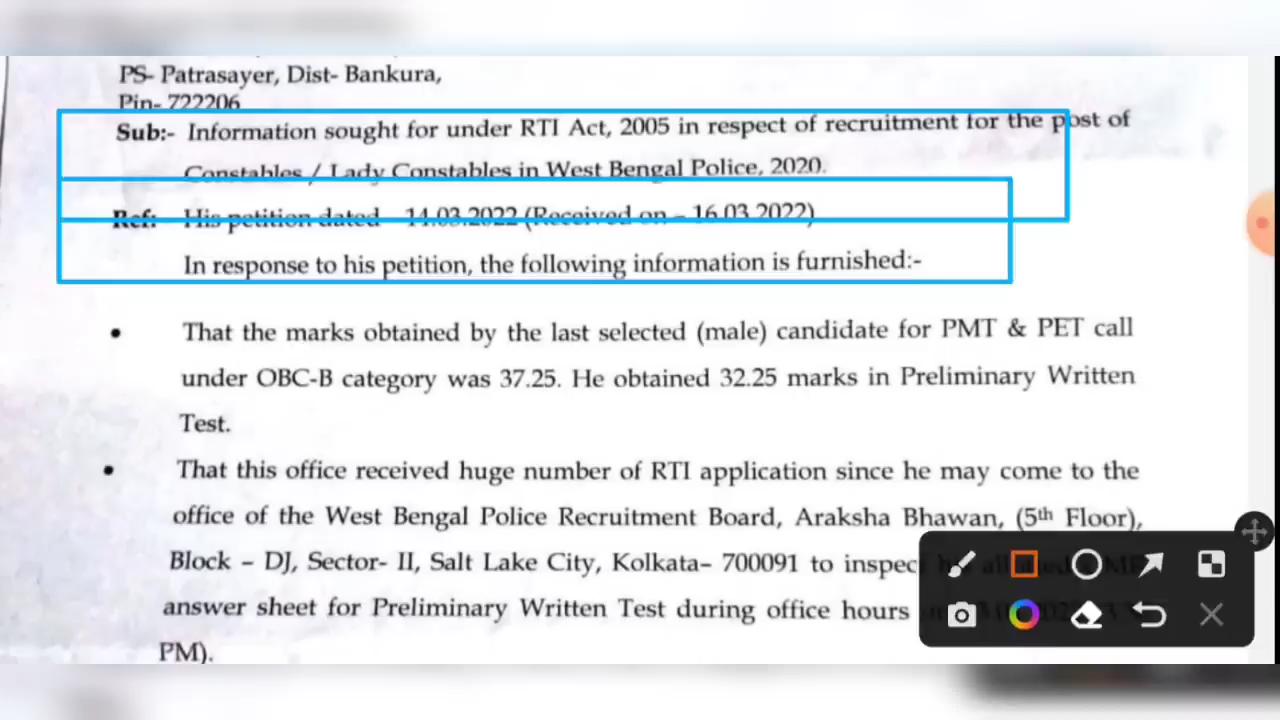 PS- Patrasayer, Dist- Bankura,
Pin- 722206
Sub:- Information sought for under RTI Act, 2005 in respect of recruitment for the post of
Constables / Lady Constables in West Bengal Police, 2020.
Ref: His petition dated – 14.03.2022 (Received on – 16.03.2022)
In response to his petition, the following information is furnished:-
• That the marks obtained by the last selected (male) candidate for PMT & PET call
under OBC-B category was 37.25. He obtained 32.25 marks in Preliminary Written
Test.
• That this office received huge number of RTI application since he may come to the
office of the West Bengal Police Recruitment Board, Araksha Bhawan, (5th Floor),
Block – DJ, Sector- II, Salt Lake City, Kolkata– 700091 to inspec
answer sheet for Preliminary Written Test during office hours
PM).